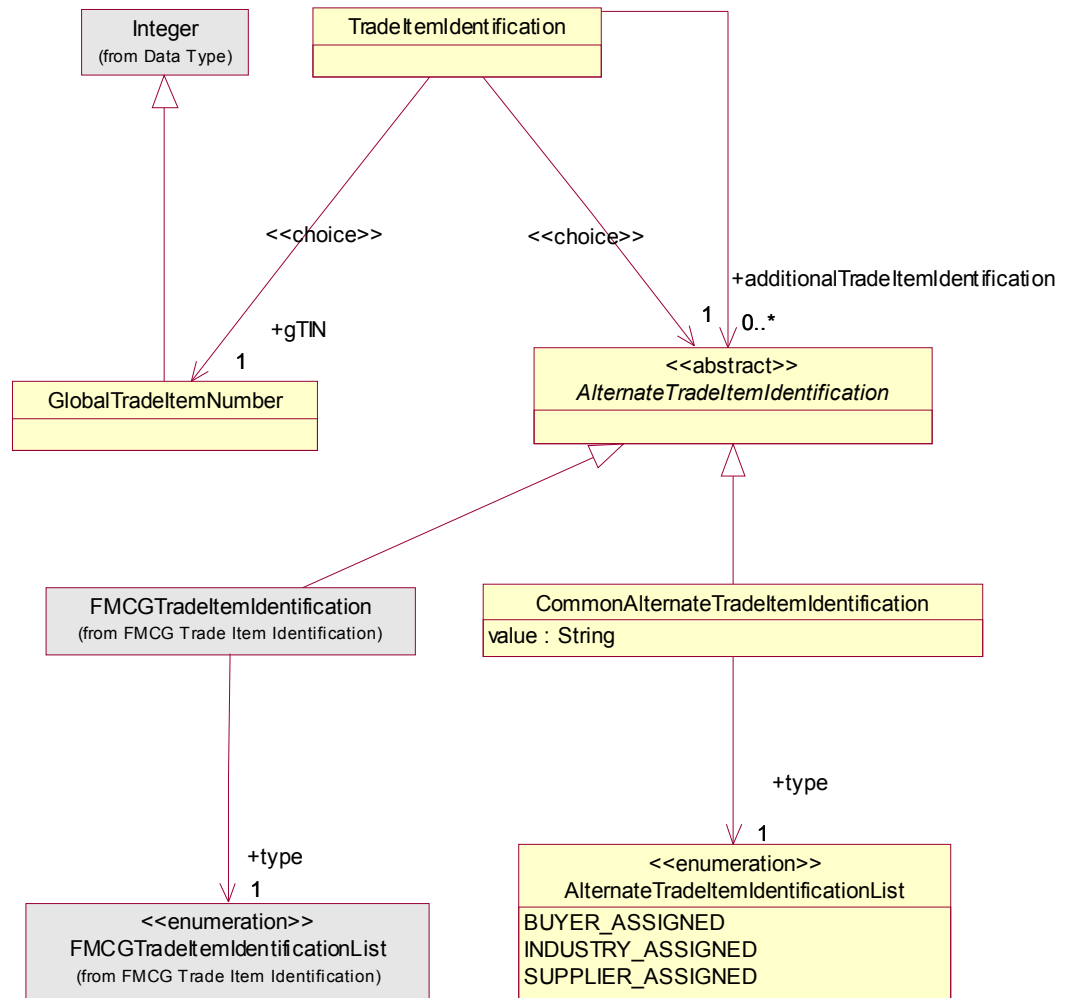 Integer
(from Data Type)
TradeItemIdentification
<<choice>>
<<choice>>
+additionalTradeItemIdentification
+gTIN
1
1
0..*
GlobalTradeItemNumber
<<abstract>>
AlternateTradeItemIdentification
FMCGTradeItemIdentification
(from FMCG Trade Item Identification)
CommonAlternateTradeItemIdentification
value : String
+type
1
+type
1
<<enumeration>>
FMCGTradeItemIdentificationList
(from FMCG Trade Item Identification)
<<enumeration>>
AlternateTradeItemIdentificationList
BUYER_ASSIGNED
INDUSTRY_ASSIGNED
SUPPLIER_ASSIGNED